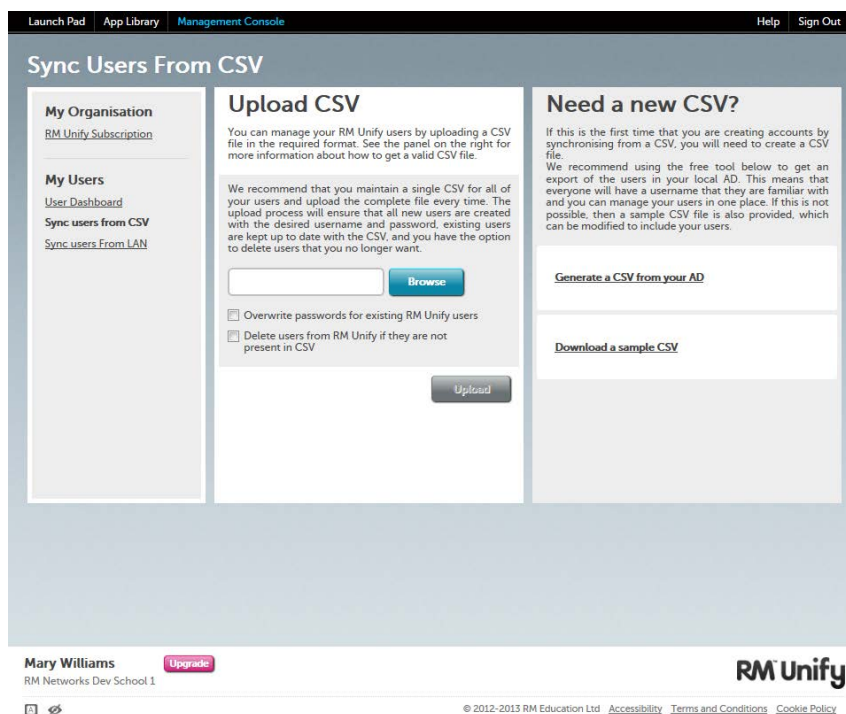 Launch Pad App Library Management Console Help Sign Out
Sync Users From CSV
My Organisation
RM Unify Subscription
My Users
User Dashboard
Sync users from CSV
Sync users From LAN
Upload CSV
You can manage your RM Unify users by uploading a CSV
file in the required format. See the panel on the right for
more information about how to get a valid CSV file.
We recommend that you maintain a single CSV for all of
your users and upload the complete file every time. The
upload process will ensure that all new users are created
with the desired username and password, existing users
are kept up to date with the CSV, and you have the option
to delete users that you no longer want.
Browse
Overwrite passwords for existing RM Unify users
Delete users from RM Unify if they are not
present in CSV
Upload
Need a new CSV?
If this is the first time that you are creating accounts by
synchronising from a CSV, you will need to create a CSV
file.
We recommend using the free tool below to get an
export of the users in your local AD. This means that
everyone will have a username that they are familiar with
and you can manage your users in one place. If this is not
possible, then a sample CSV file is also provided, which
can be modified to include your users.
Generate a CSV from your AD
Download a sample CSV
Mary Williams Upgrade
RM Networks Dev School 1
RM Unify
A
© 2012-2013 RM Education Ltd Accessibility Terms and Conditions Cookie Policy